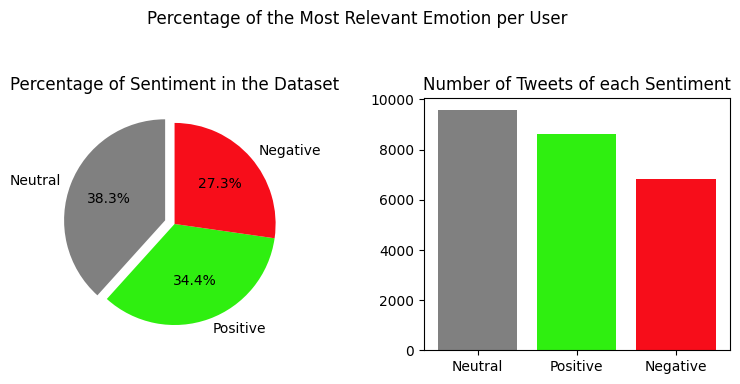 Percentage of the Most Relevant Emotion per User
Percentage of Sentiment in the Dataset
Neutral
38.3%
Negative
27.3%
34.4%
Positive
Number of Tweets of each Sentiment
10000
8000
6000
4000
2000
0
Neutral Positive Negative